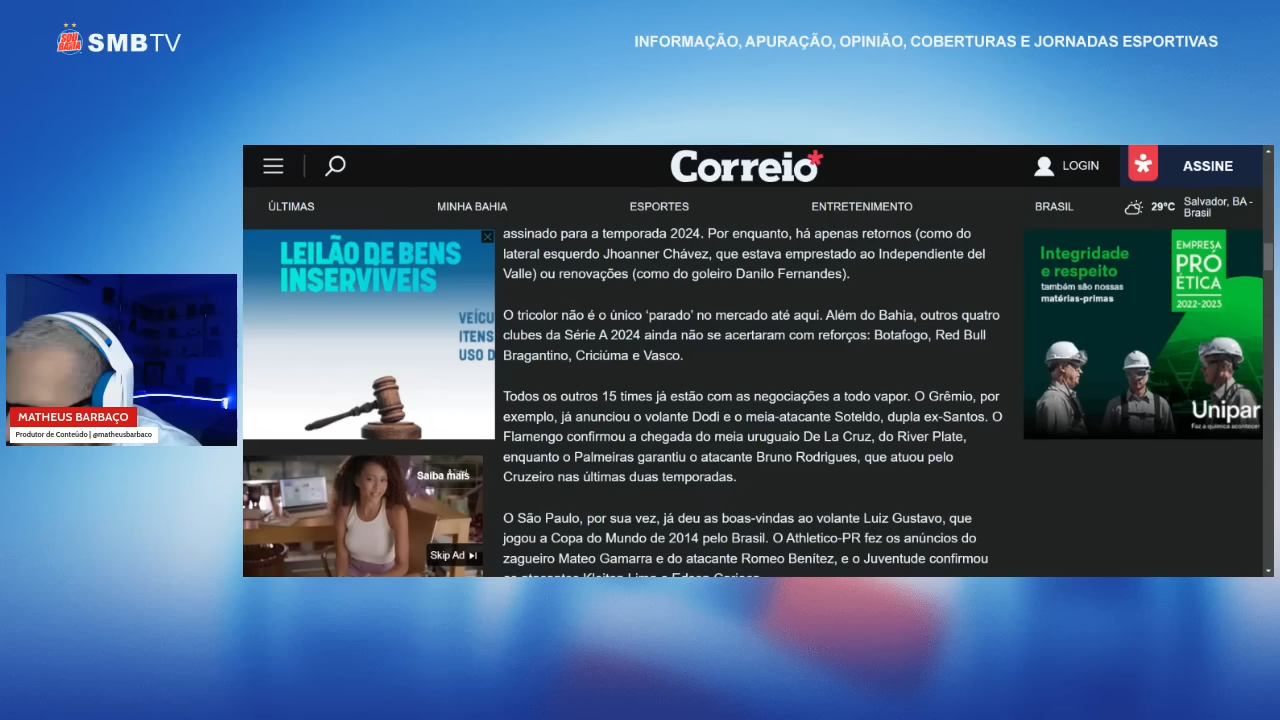 SOU BAHIA
SMBTV
INFORMAÇÃO, APURAÇÃO, OPINIÃO, COBERTURAS E JORNADAS ESPORTIVAS
Correio*
LOGIN
ASSINE
ÚLTIMAS
MINHA BAHIA
ESPORTES
ENTRETENIMENTO
BRASIL
29°C
Salvador, BA -
Brasil
LEILÃO DE BENS
INSERVÍVEIS
VEÍCU
ITENS
USO D
assinado para a temporada 2024. Por enquanto, há apenas retornos (como do
lateral esquerdo Jhoanner Chávez, que estava emprestado ao Independiente del
Valle) ou renovações (como do goleiro Danilo Fernandes).
O tricolor não é o único ‘parado’ no mercado até aqui. Além do Bahia, outros quatro
clubes da Série A 2024 ainda não se acertaram com reforços: Botafogo, Red Bull
Bragantino, Criciúma e Vasco.
Todos os outros 15 times já estão com as negociações a todo vapor. O Grêmio, por
exemplo, já anunciou o volante Dodi e o meia-atacante Soteldo, dupla ex-Santos. O
Flamengo confirmou a chegada do meia uruguaio De La Cruz, do River Plate,
enquanto o Palmeiras garantiu o atacante Bruno Rodrigues, que atuou pelo
Cruzeiro nas últimas duas temporadas.
O São Paulo, por sua vez, já deu as boas-vindas ao volante Luiz Gustavo, que
jogou a Copa do Mundo de 2014 pelo Brasil. O Athletico-PR fez os anúncios do
zagueiro Mateo Gamarra e do atacante Romeo Benítez, e o Juventude confirmou
Integridade
e respeito
também são nossas
matérias-primas
EMPRESA
PRÓ
ÉTICA
2022-2023
Unipar
Faz a química acontecer
Saiba mais
Skip Ad
MATHEUS BARBAÇO
Produtor de Conteúdo | @matheusbarbaco